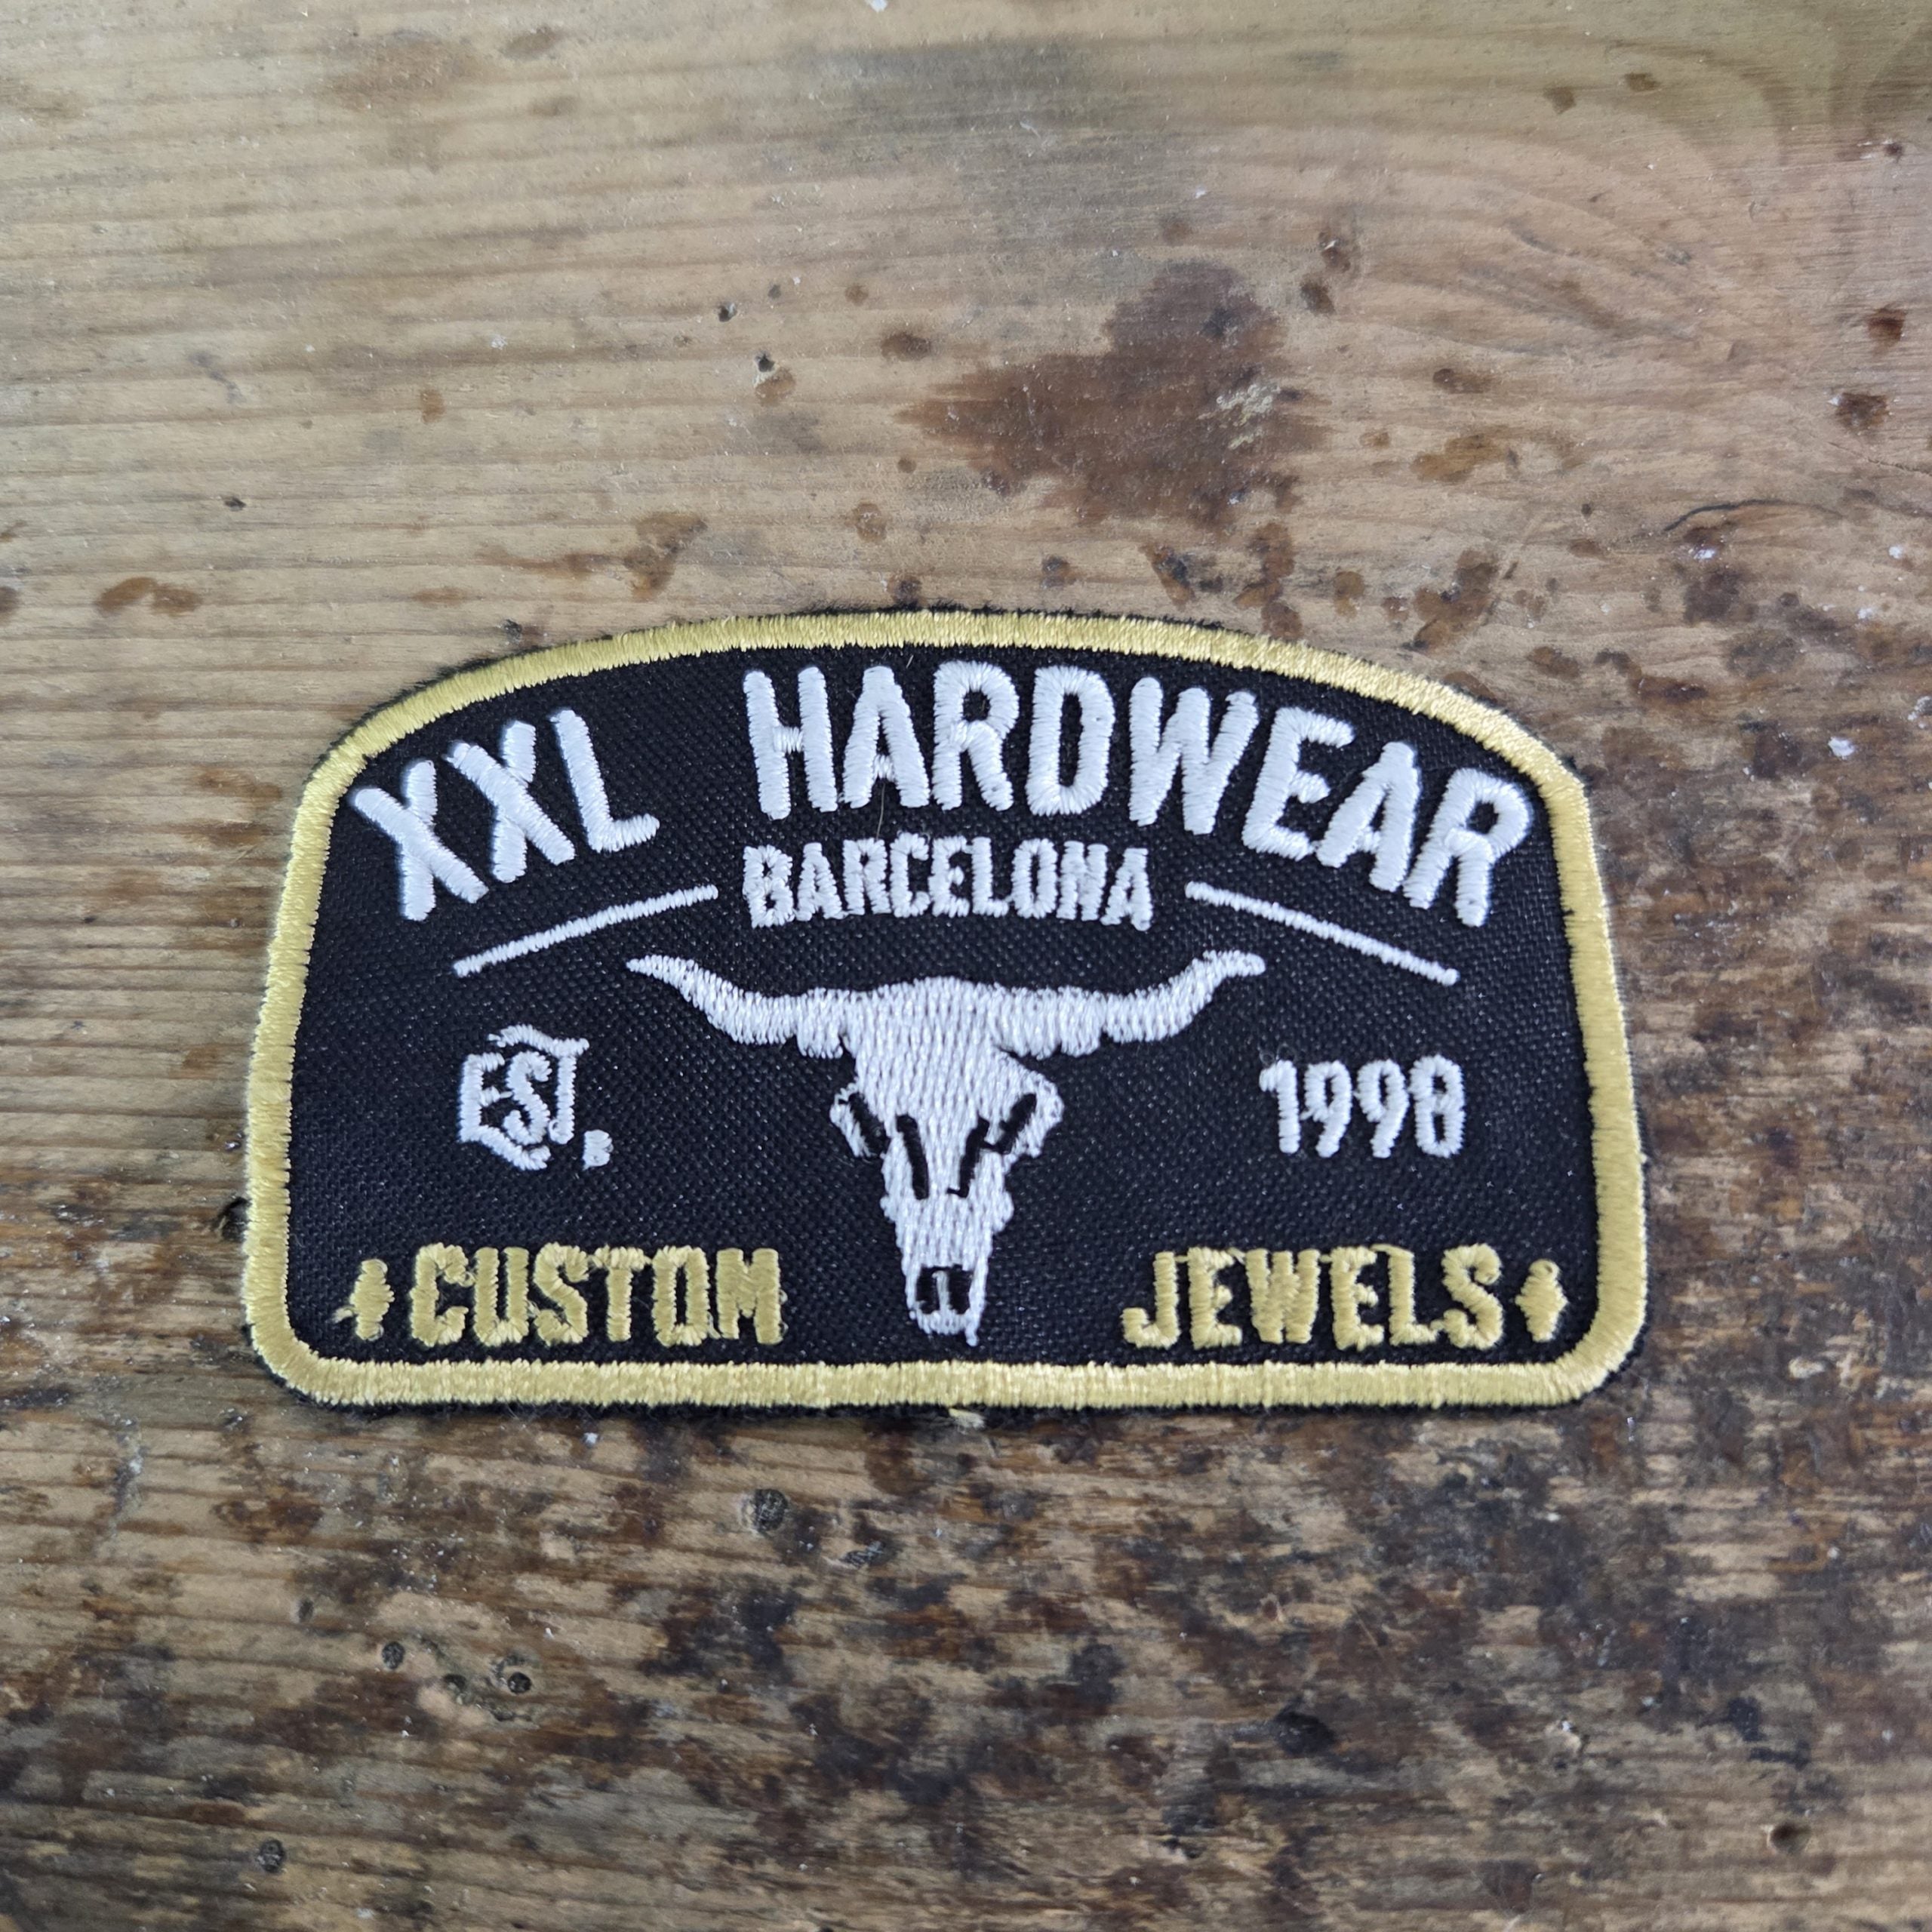 XXL HARDWEAR
BARCELONA
EST. 1998
CUSTOM JEWELS